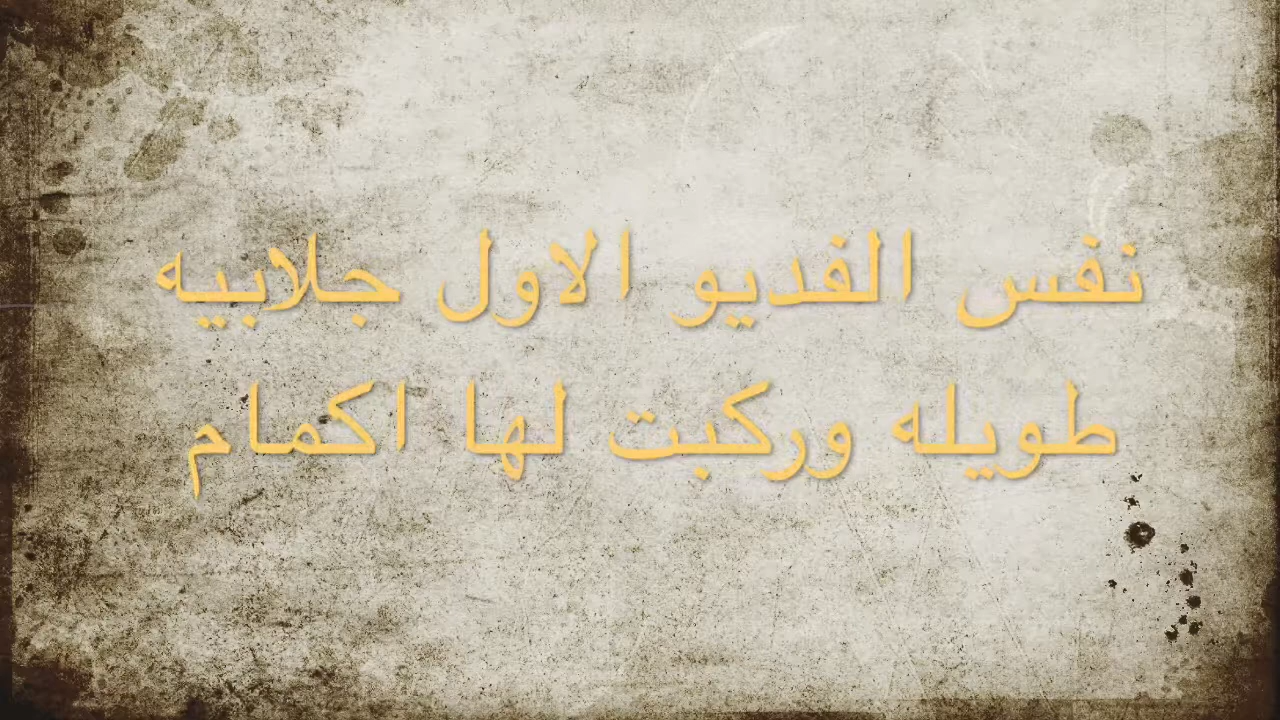 نفس الفديو الاول جلابيه
طويله وركبت لها اكمام